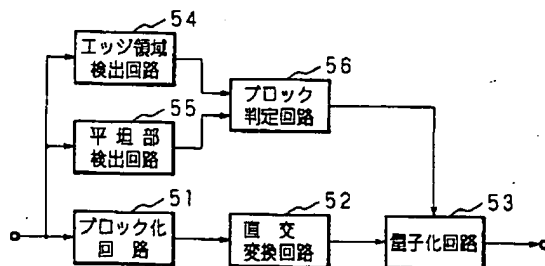 54
エッジ領域
検出回路
55
平坦部
検出回路
56
ブロック
判定回路
51
ブロック化
回路
52
直交
変換回路
53
量子化回路